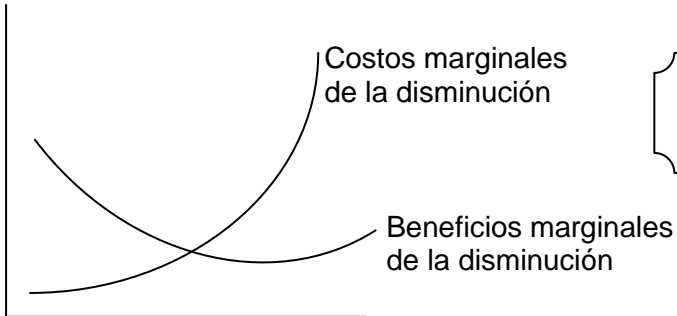 Costos marginales
de la disminución
Beneficios marginales
de la disminución